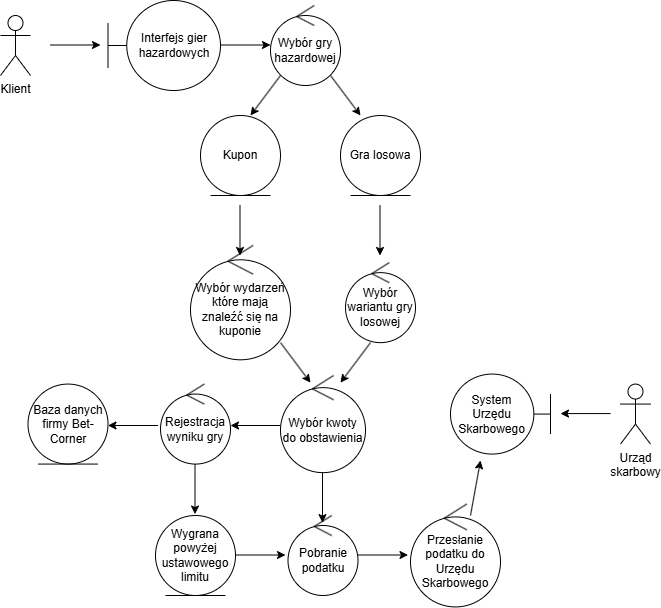 Klient
Interfejs gier
hazardowych
Wybór gry
hazardowej
Kupon
Gra losowa
Wybór wydarzeń
które mają
znaleźć się na
kuponie
Wybór
wariantu gry
losowej
Baza danych
firmy Bet-
Corner
Rejestracja
wyniku gry
Wybór kwoty
do obstawienia
System
Urzędu
Skarbowego
Urząd
skarbowy
Wygrana
powyżej
ustawowego
limitu
Pobranie
podatku
Przesłanie
podatku do
Urzędu
Skarbowego